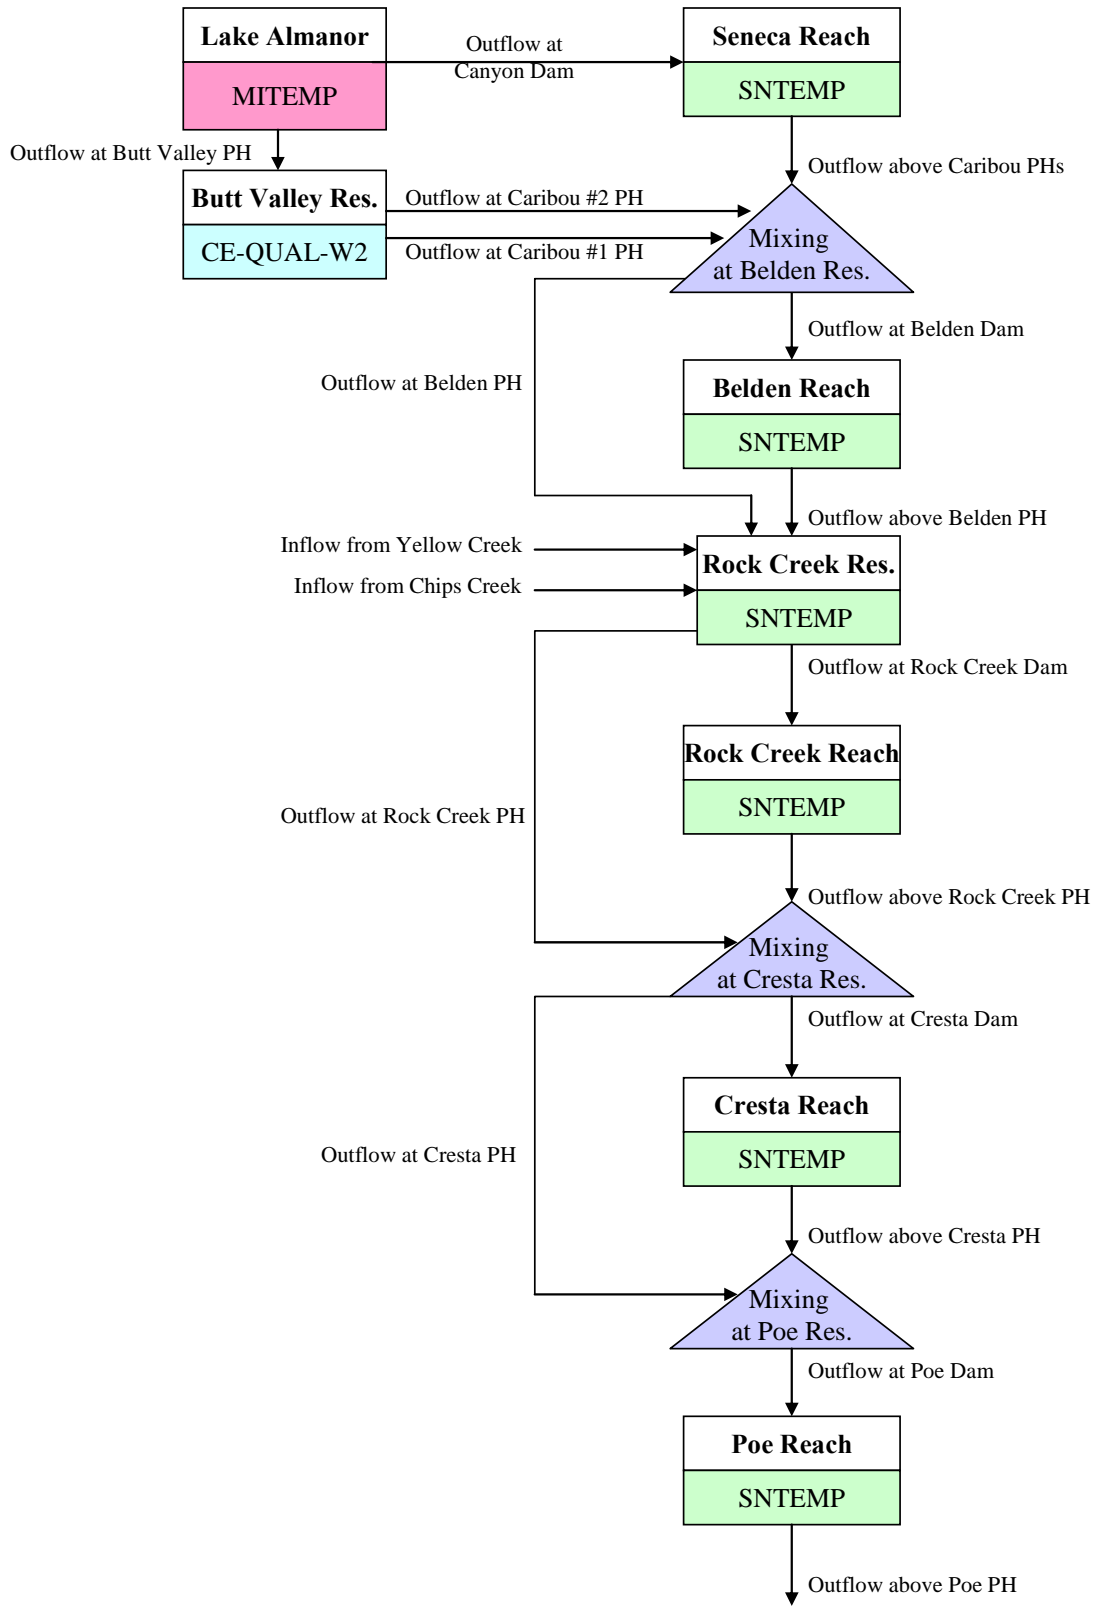 Lake Almanor
MITEMP
Outflow at
Canyon Dam
Seneca Reach
SNTEMP
Outflow at Butt Valley PH
Outflow above Caribou PHs
Butt Valley Res.
CE-QUAL-W2
Outflow at Caribou #2 PH
Outflow at Caribou #1 PH
Mixing
at Belden Res.
Outflow at Belden Dam
Outflow at Belden PH
Belden Reach
SNTEMP
Outflow above Belden PH
Inflow from Yellow Creek
Inflow from Chips Creek
Rock Creek Res.
SNTEMP
Outflow at Rock Creek Dam
Rock Creek Reach
SNTEMP
Outflow at Rock Creek PH
Outflow above Rock Creek PH
Mixing
at Cresta Res.
Outflow at Cresta Dam
Cresta Reach
SNTEMP
Outflow at Cresta PH
Outflow above Cresta PH
Mixing
at Poe Res.
Outflow at Poe Dam
Poe Reach
SNTEMP
Outflow above Poe PH